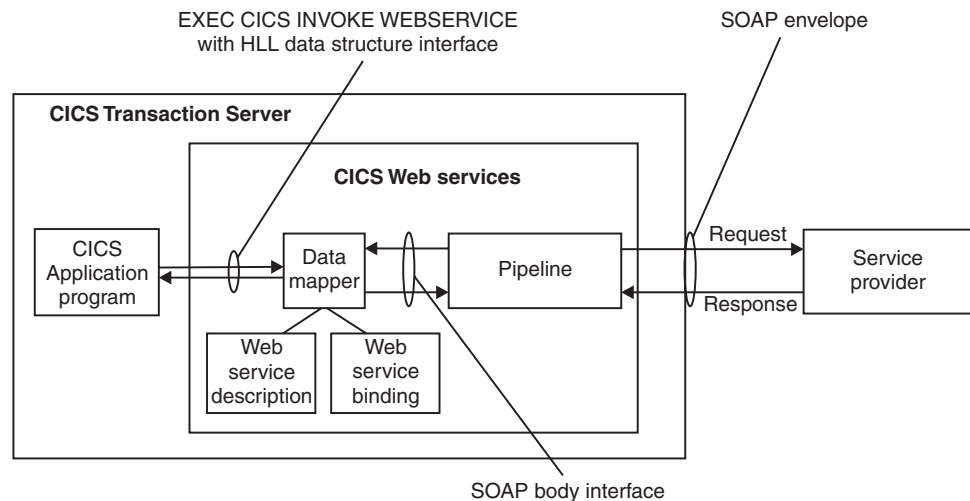 EXEC CICS INVOKE WEBSERVICE
with HLL data structure interface
SOAP envelope
CICS Transaction Server
CICS Web services
CICS
Application
program
Data
mapper
Pipeline
Request
Response
Service
provider
Web
service
description
Web
service
binding
SOAP body interface